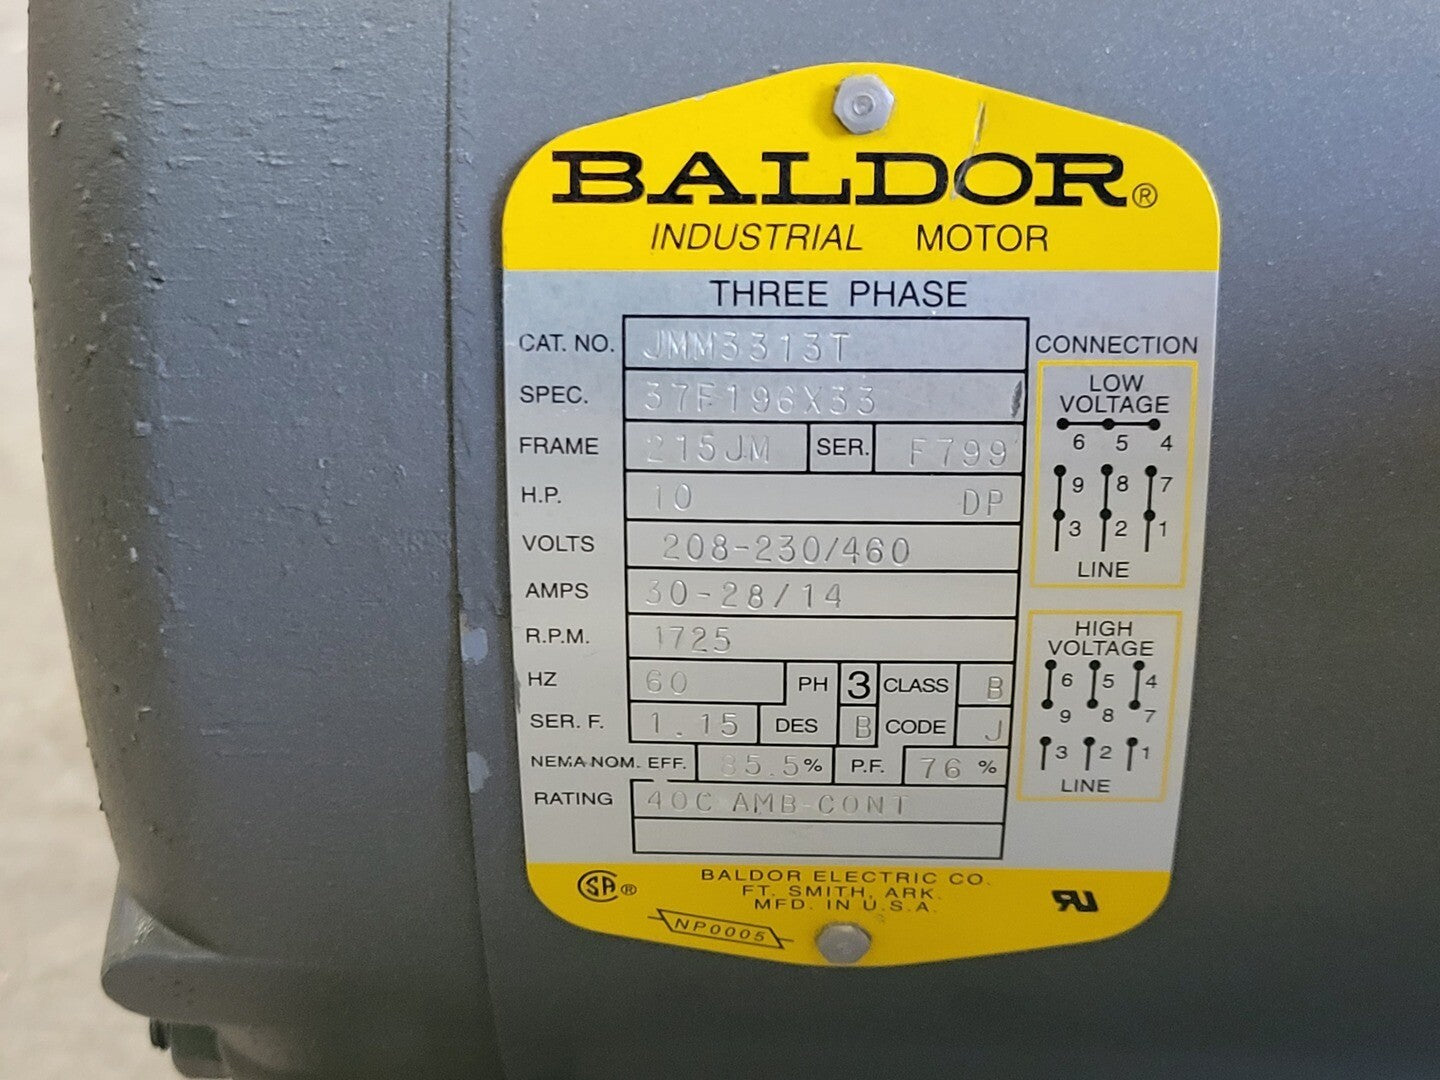 BALDOR®
INDUSTRIAL MOTOR
THREE PHASE
CAT. NO. JMM3313T
SPEC. 37F196X33
FRAME 215JM SER. F799
H.P. 10 DP
VOLTS 208-230/460
AMPS 30-28/14
R.P.M. 1725
HZ 60 PH 3 CLASS B
SER. F. 1.15 DES B CODE J
NEMA NOM. EFF. 85.5% P.F. 76 %
RATING 40C AMB-CONT
CONNECTION
LOW
VOLTAGE
6 5 4
9 8 7
3 2 1
LINE
HIGH
VOLTAGE
6 5 4
9 8 7
3 2 1
LINE
SA®
BALDOR ELECTRIC CO.
FT. SMITH, ARK.
MFD. IN U.S.A.
NP0005
RU